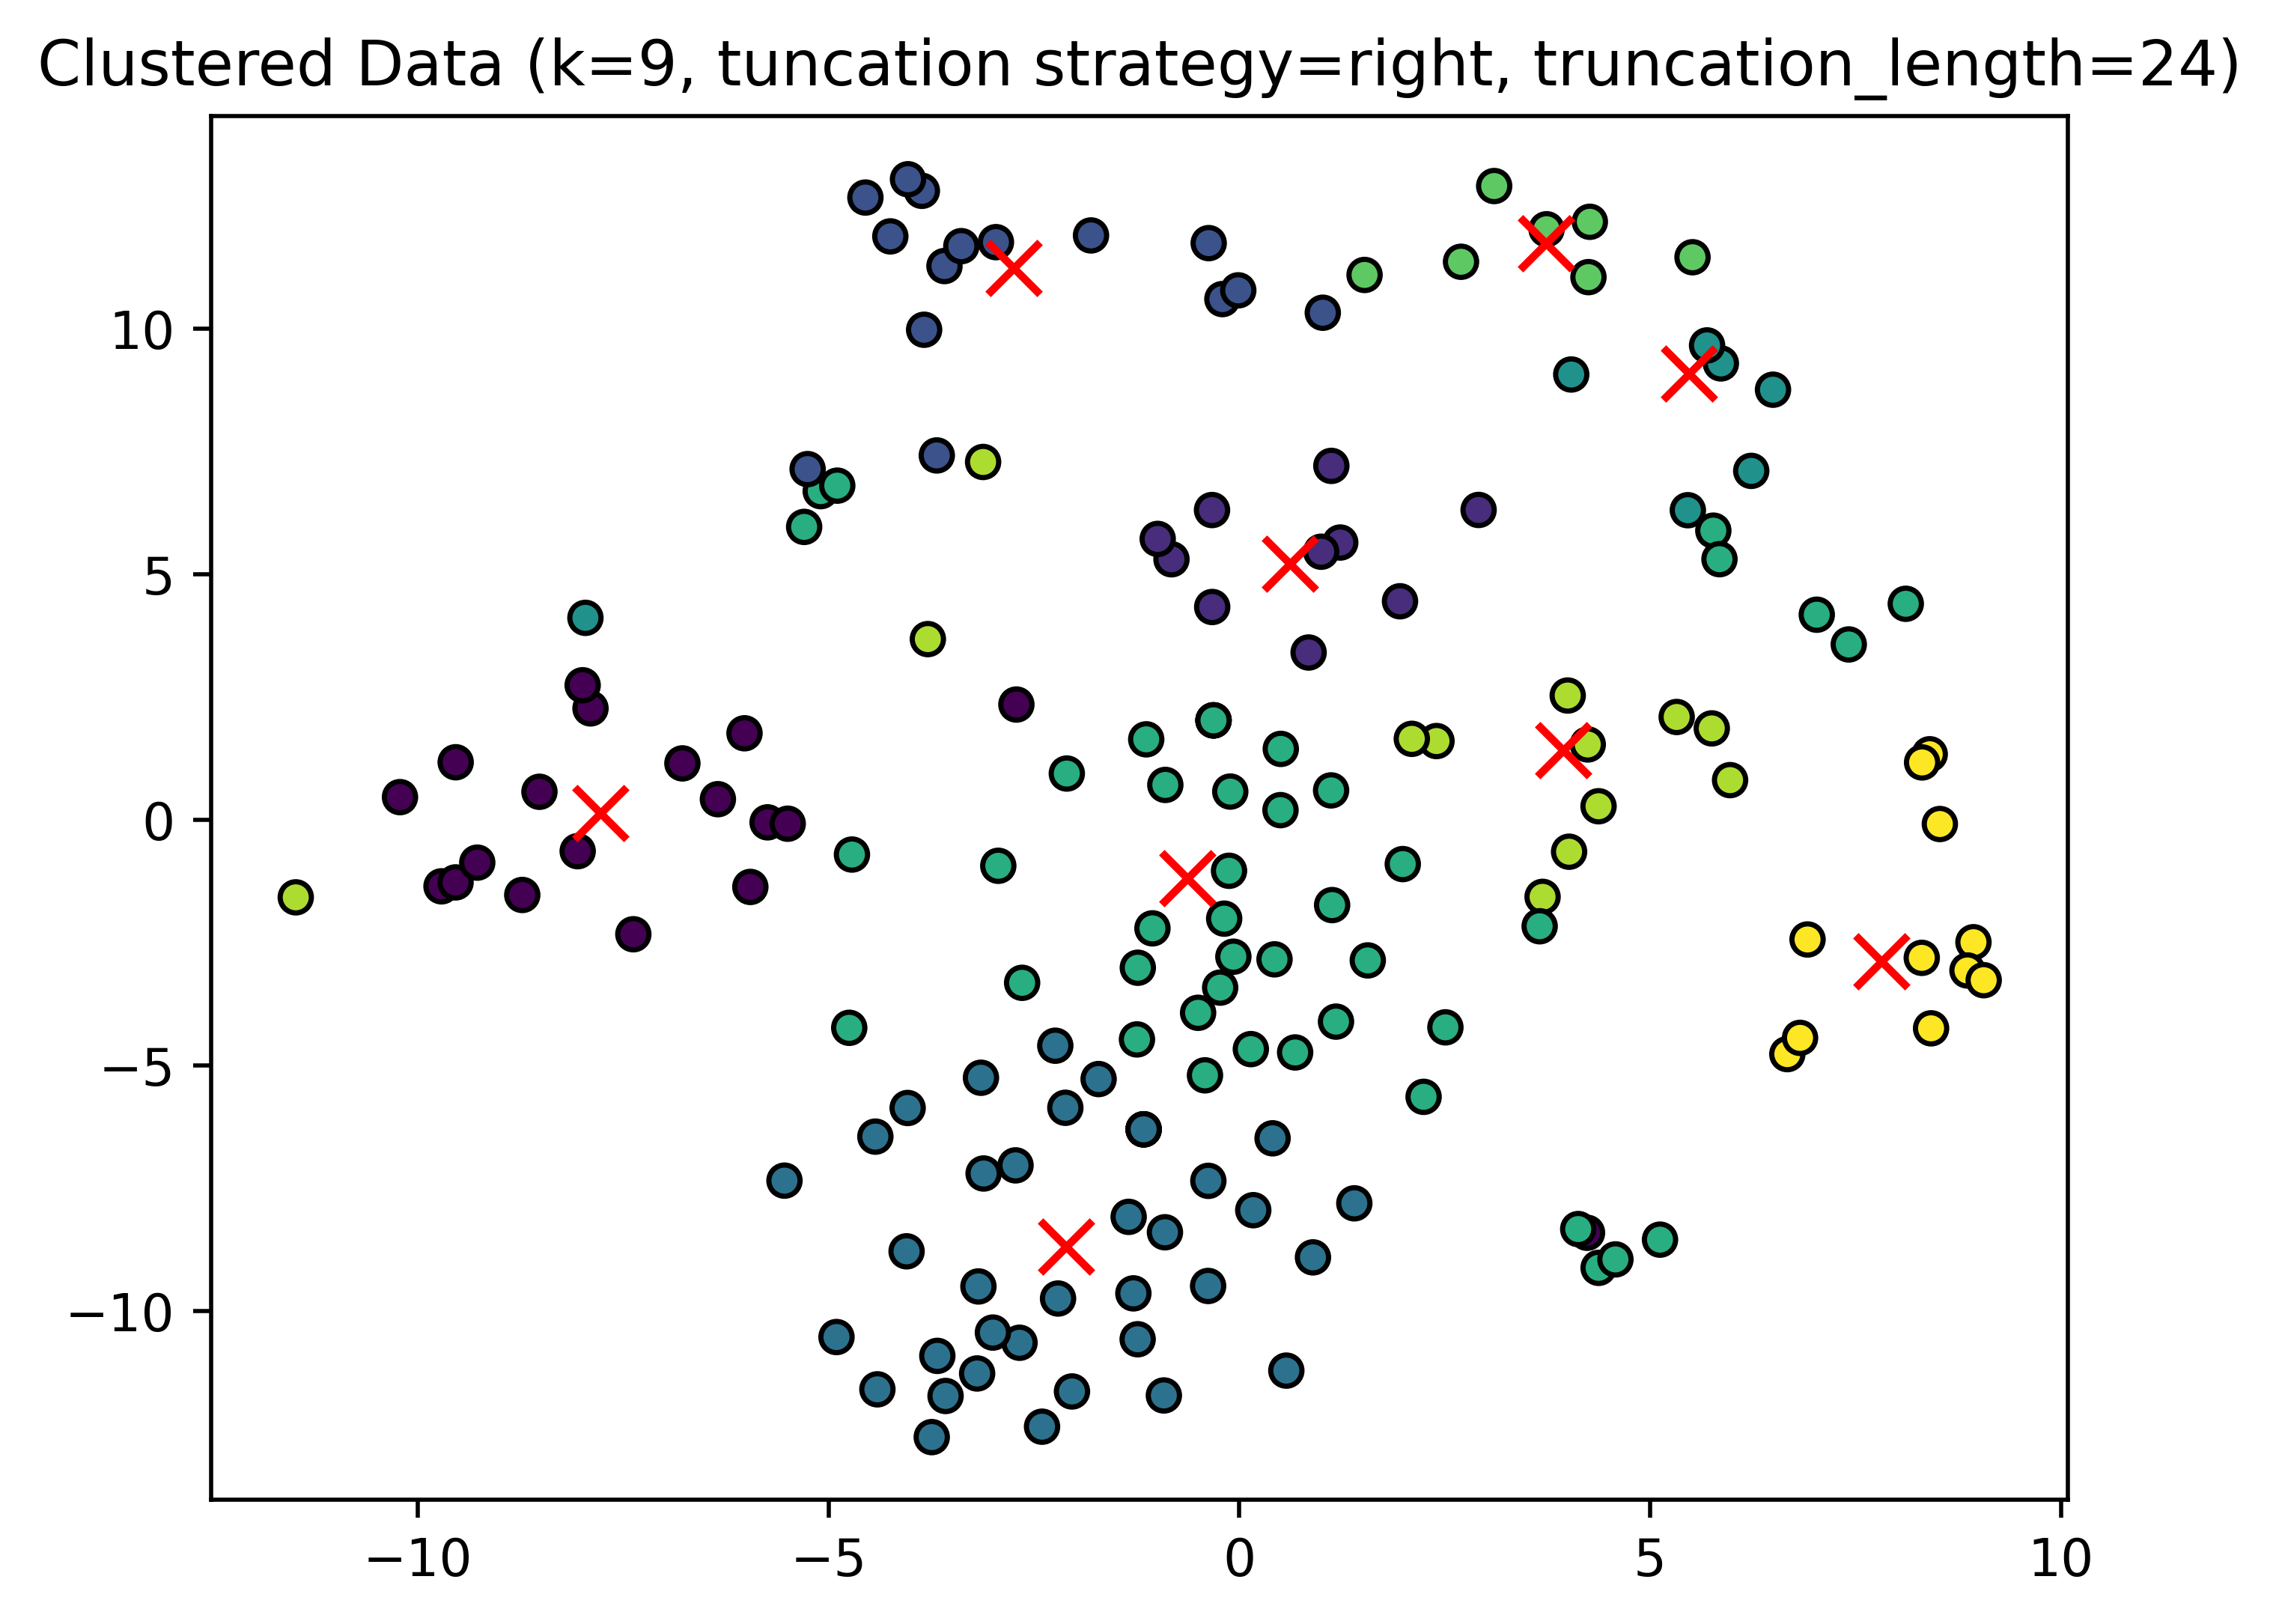 Clustered Data (k=9, tuncation strategy=right, truncation_length=24)
10
5
0
−5
−10
−10 −5 0 5 10